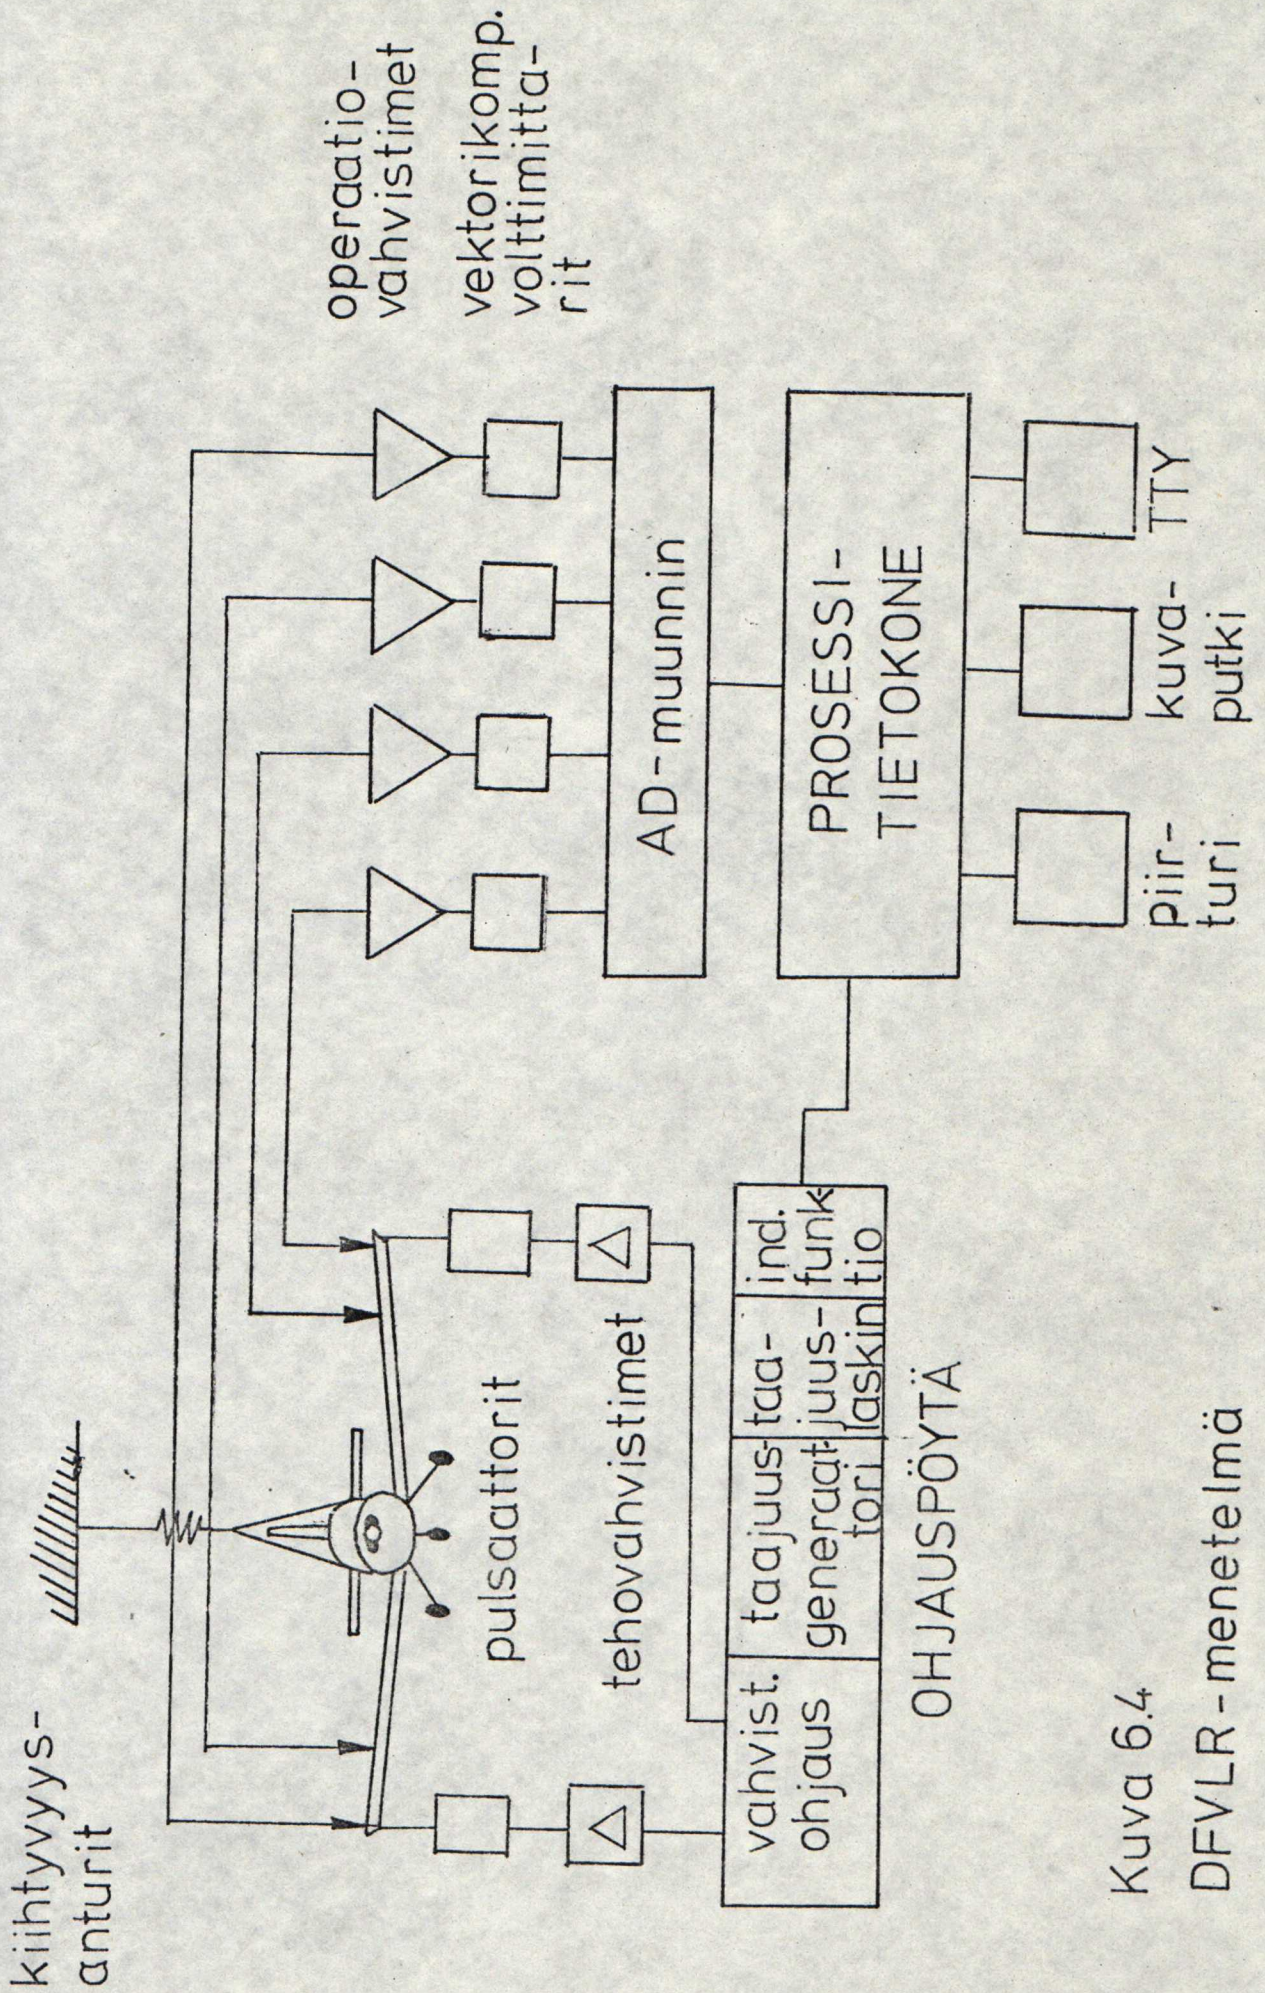 kiihtyvyys-
anturit
operaatio-
vahvistimet
vektorikomp.
volttimitta-
rit
pulsaattorit
tehovahvistimet
AD-muunnin
PROSESSI-
TIETOKONE
vahvist.
ohjaus
taajuus-
generaat-
tori
taa-
juus-
laskin
ind.
funk-
tio
OHJAUSPÖYTÄ
piir-
turi
kuva-
putki
TTY
Kuva 6.4
DFVLR-menetelmä